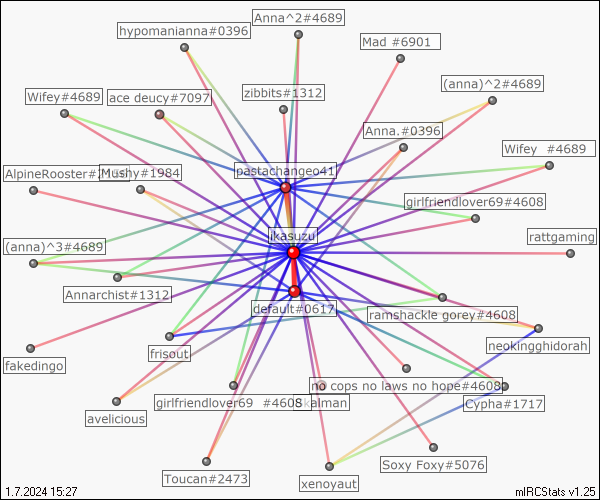 Anna^2#4689
hypomanianna#0396
Mad #6901
(anna)^2#4689
Wifey#4689
ace deucy#7097
zibbits#1312
Anna.#0396
Wifey #4689
AlpineRooster#
Mushy#1984
pastachangeo41
girlfriendlover69#4608
ikasuzu
rattgaming
(anna)^3#4689
Annarchist#1312
default#0617
ramshackle gorey#4608
neokingghidorah
frisout
fakedingo
no cops no laws no hope#4608
girlfriendlover69 #4608
kalman
Cypha#1717
avelicious
Soxy Foxy#5076
Toucan#2473
xenoyaut
1.7.2024 15:27
mIRCStats v1.25